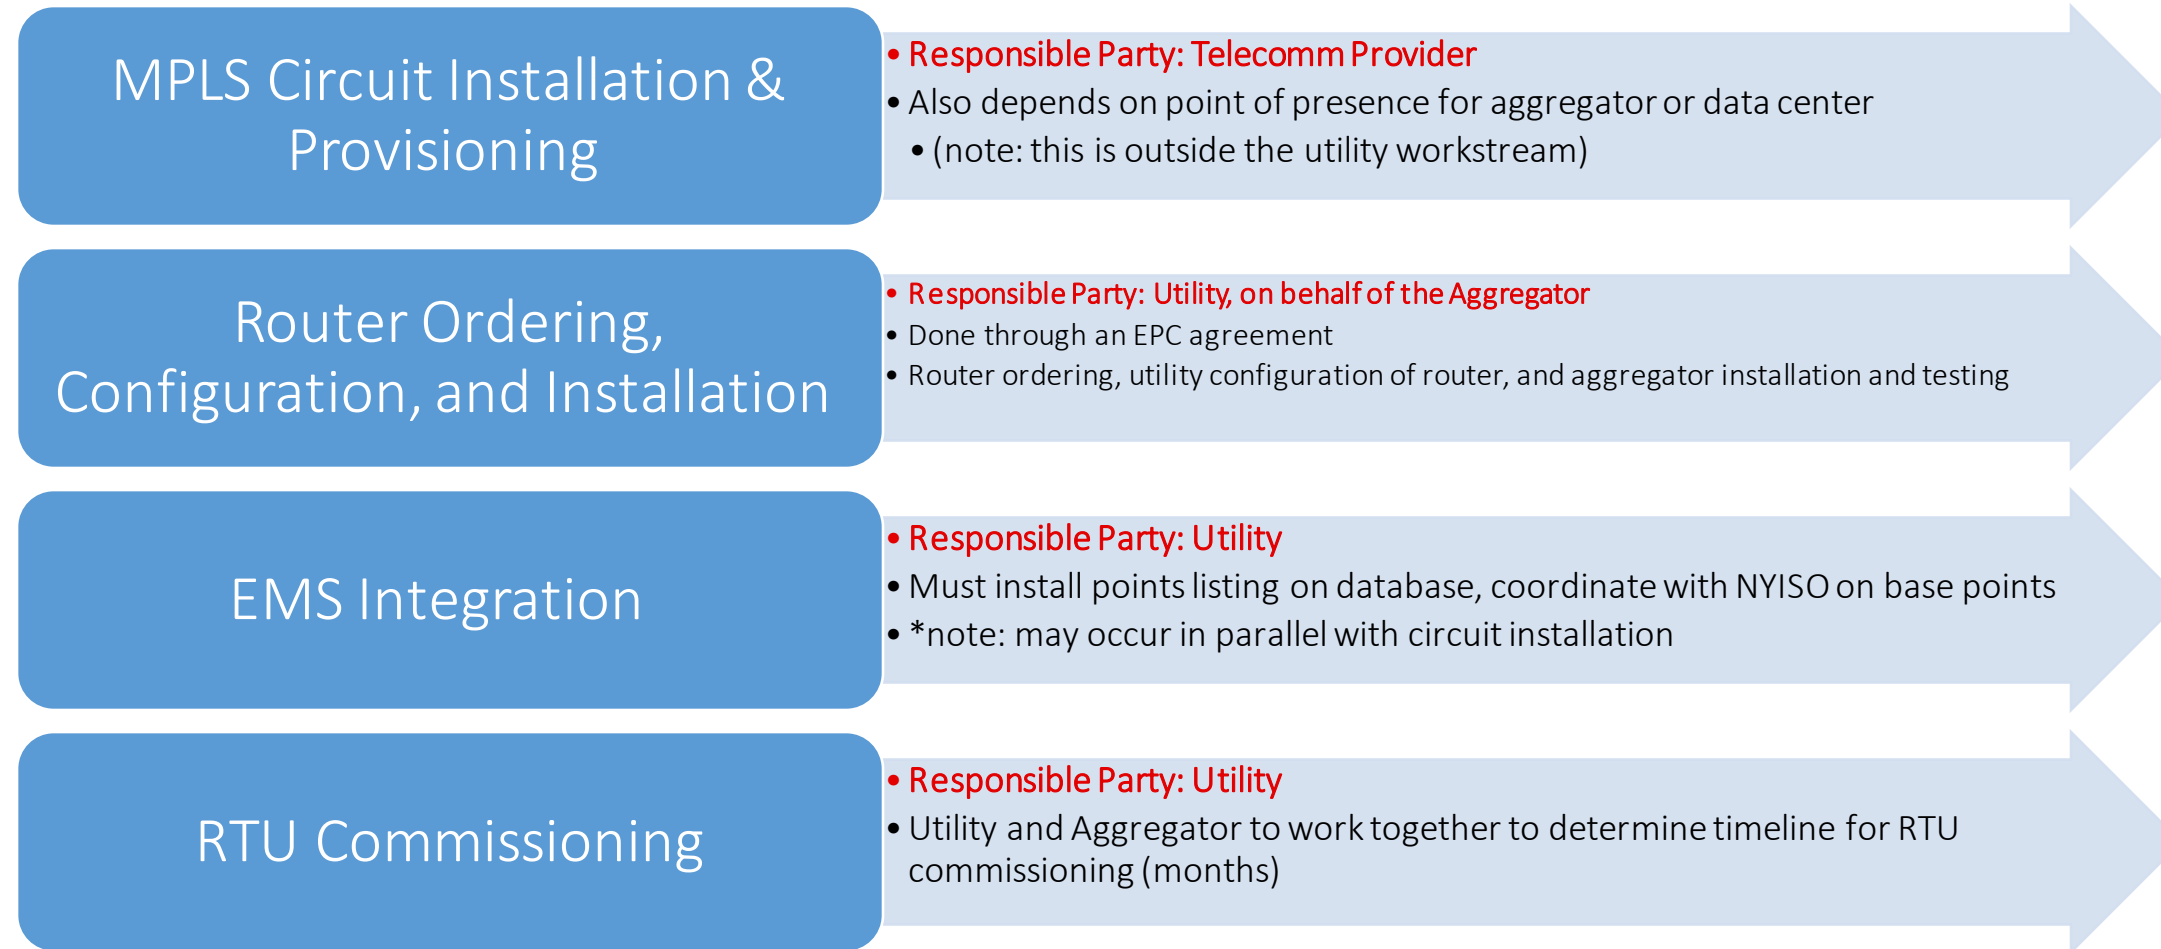 MPLS Circuit Installation &
Provisioning
• Responsible Party: Telecomm Provider
• Also depends on point of presence for aggregator or data center
• (note: this is outside the utility workstream)
Router Ordering,
Configuration, and Installation
• Responsible Party: Utility, on behalf of the Aggregator
• Done through an EPC agreement
• Router ordering, utility configuration of router, and aggregator installation and testing
EMS Integration
• Responsible Party: Utility
• Must install points listing on database, coordinate with NYISO on base points
• *note: may occur in parallel with circuit installation
RTU Commissioning
• Responsible Party: Utility
• Utility and Aggregator to work together to determine timeline for RTU
commissioning (months)